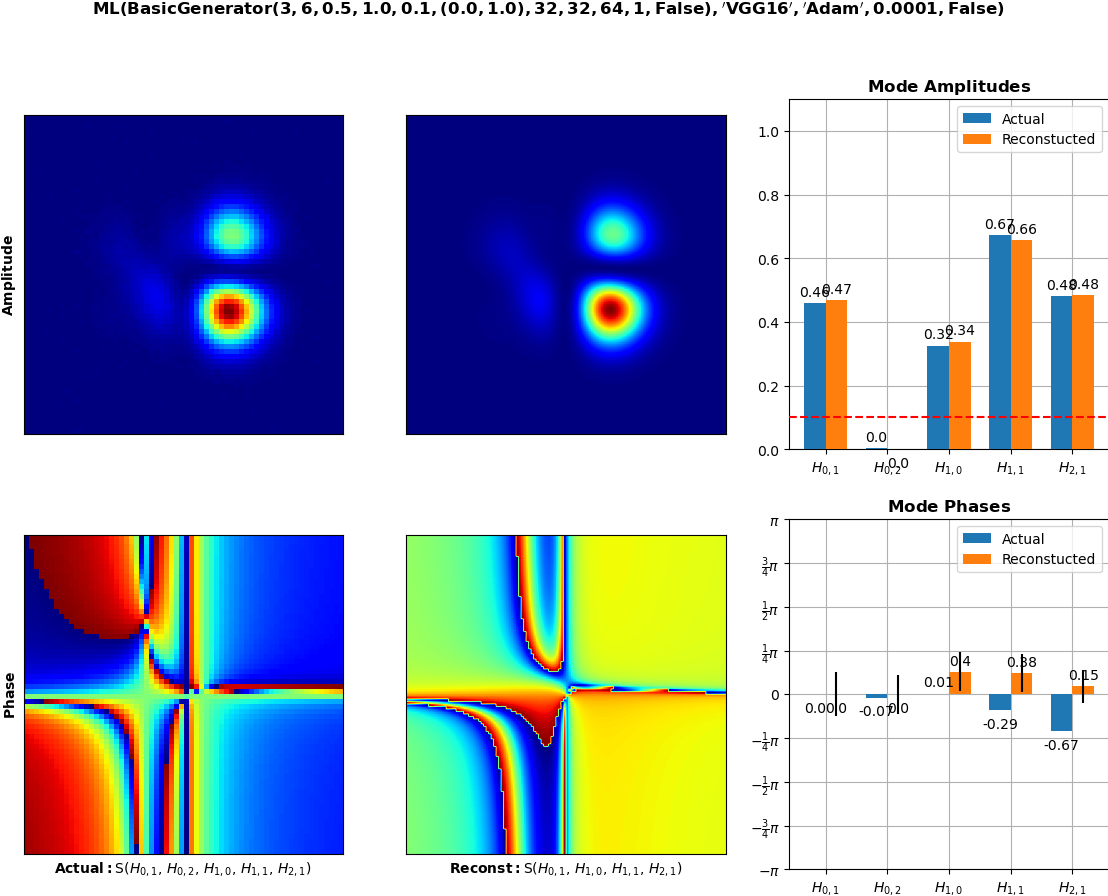 ML(BasicGenerator(3, 6, 0.5, 1.0, 0.1, (0.0, 1.0), 32, 32, 64, 1, False), 'VGG16', 'Adam', 0.0001, False)
Amplitude
Mode Amplitudes
Actual
Reconstucted
1.0
0.8
0.6
0.4
0.2
0.0
0.46
0.47
0.0
0.0
0.32
0.34
0.67
0.66
0.48
0.48
H0,1
H0,2
H1,0
H1,1
H2,1
Phase
Actual: S(H0,1, H0,2, H1,0, H1,1, H2,1)
Reconst: S(H0,1, H1,0, H1,1, H2,1)
Mode Phases
Actual
Reconstucted
π
3/4π
1/2π
1/4π
0
−1/4π
−1/2π
−3/4π
−π
0.0
0.0
-0.07
0.0
0.01
0.4
-0.29
0.38
-0.67
0.15
H0,1
H0,2
H1,0
H1,1
H2,1